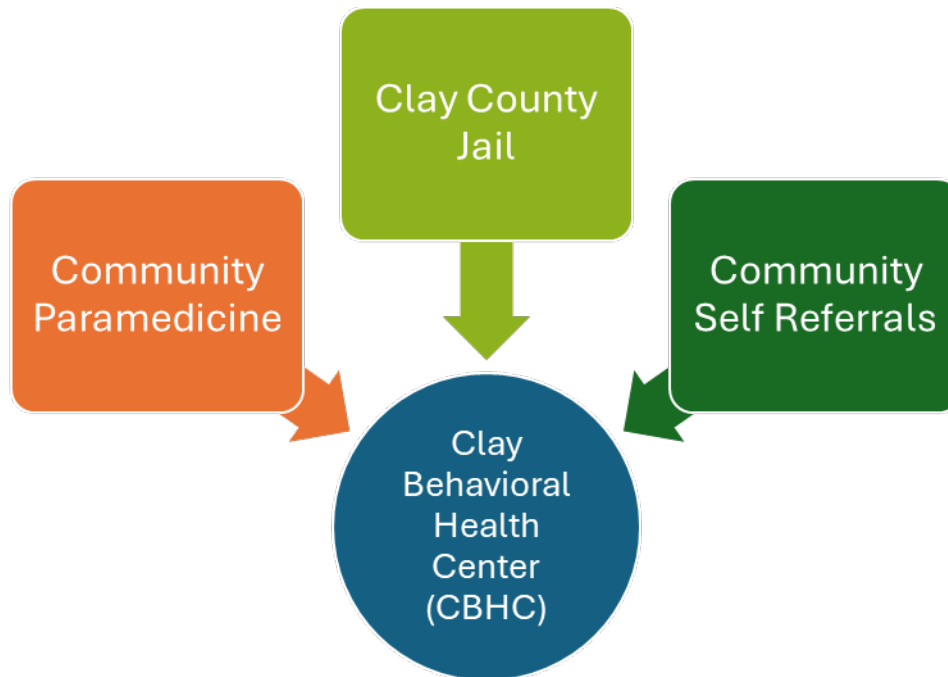 Clay County
Jail
Community
Paramedicine
Community
Self Referrals
Clay
Behavioral
Health
Center
(CBHC)